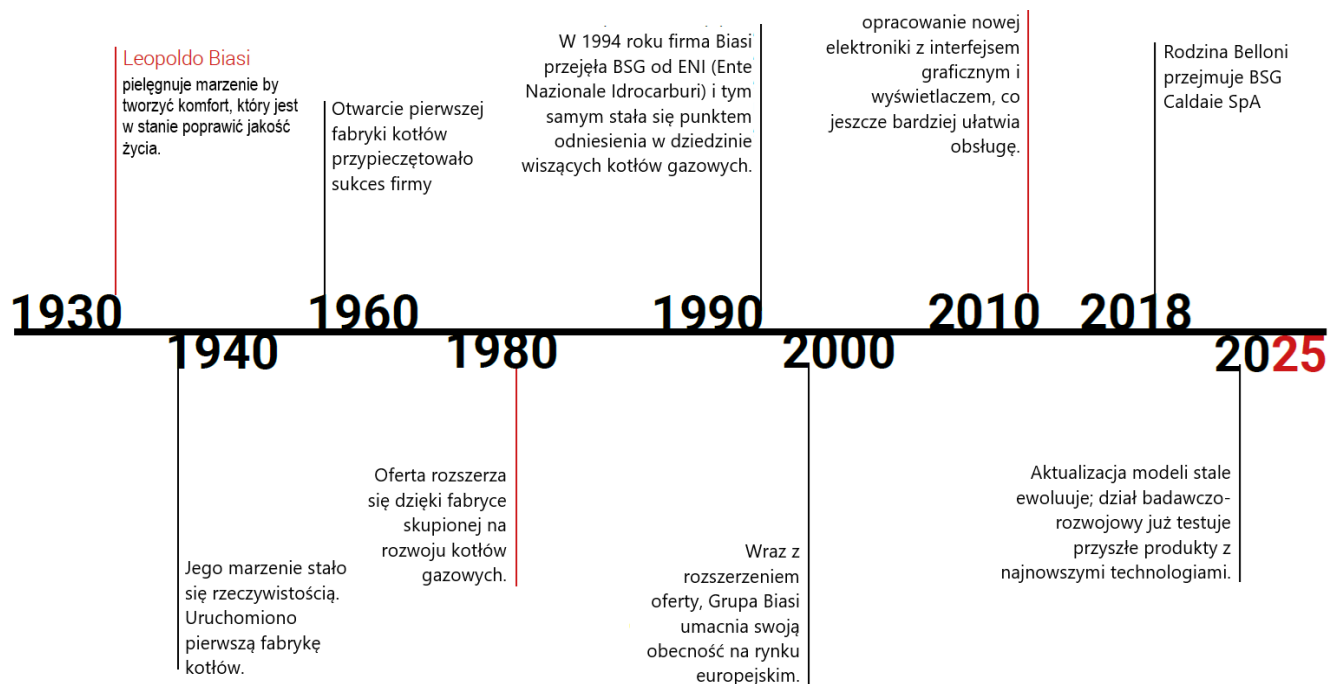 Leopoldo Biasi
pielęgnuje marzenie by
tworzyć komfort, który jest
w stanie poprawić jakość
życia.
Otwarcie pierwszej
fabryki kotłów
przypieczętowało
sukces firmy
W 1994 roku firma Biasi
przejęła BSG od ENI (Ente
Nazionale Idrocarburi) i tym
samym stała się punktem
odniesienia w dziedzinie
wiszących kotłów gazowych.
opracowanie nowej
elektroniki z interfejsem
graficznym i
wyświetlaczem, co
jeszcze bardziej ułatwia
obsługę.
Rodzina Belloni
przejmuje BSG
Caldaie SpA
1930
1960
1990
2010
2018
1940
1980
2000
2025
Jego marzenie stało
się rzeczywistością.
Uruchomiono
pierwszą fabrykę
kotłów.
Oferta rozszerza
się dzięki fabryce
skupionej na
rozwoju kotłów
gazowych.
Wraz z
rozszerzeniem
oferty, Grupa Biasi
umacnia swoją
obecność na rynku
europejskim.
Aktualizacja modeli stale
ewoluuje; dział badawczo-
rozwojowy już testuje
przyszłe produkty z
najnowszymi technologiami.